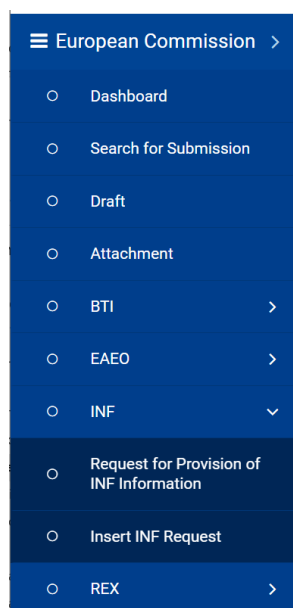 European Commission
Dashboard
Search for Submission
Draft
Attachment
BTI
EAEO
INF
Request for Provision of
INF Information
Insert INF Request
REX